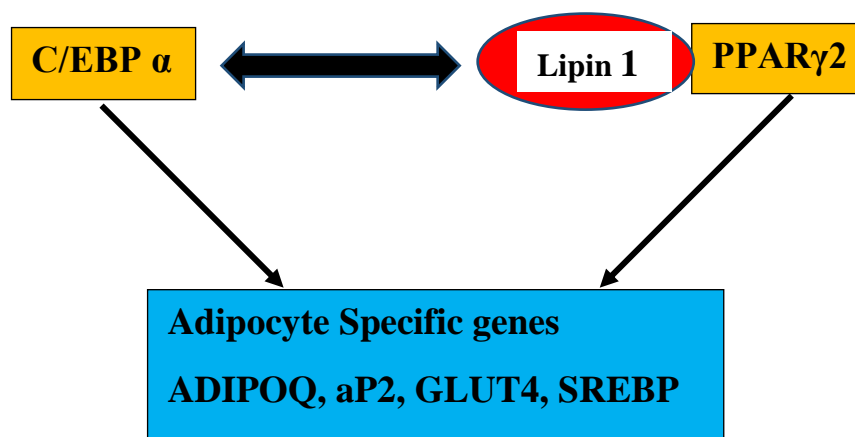 C/EBP α
Lipin 1
PPARγ2
Adipocyte Specific genes
ADIPOQ, aP2, GLUT4, SREBP